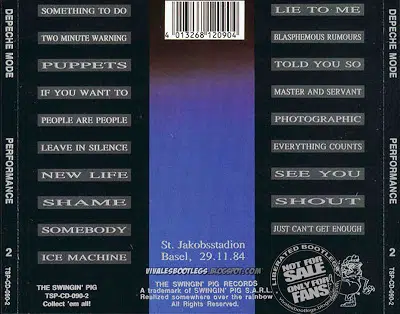 DEPECHE MODE
PERFORMANCE
2
TSP-CD-090-2
SOMETHING TO DO
TWO MINUTE WARNING
PUPPETS
IF YOU WANT TO
PEOPLE ARE PEOPLE
LEAVE IN SILENCE
NEW LIFE
SHAME
SOMEBODY
ICE MACHINE
THE SWINGIN' PIG
TSP-CD-090-2
Collect 'em all!
4 013268 120904
St. Jakobsstadion
Basel, 29.11.84
VIVALESBOOTLEGS.BLOGSPOT.COM
THE SWINGIN' PIG RECORDS
A trademark of SWINGIN' PIG S.A.R.L.
Resized somewhere over the rainbow
All Rights Reserved.
LIE TO ME
BLASPHEMOUS RUMOURS
TOLD YOU SO
MASTER AND SERVANT
PHOTOGRAPHIC
EVERYTHING COUNTS
SEE YOU
SHOUT
JUST CAN'T GET ENOUGH
LIBERATED BOOTLEG
NOT FOR
SALE
ONLY FOR
FANS!
DEPECHE MODE
PERFORMANCE
2
TSP-CD-090-2